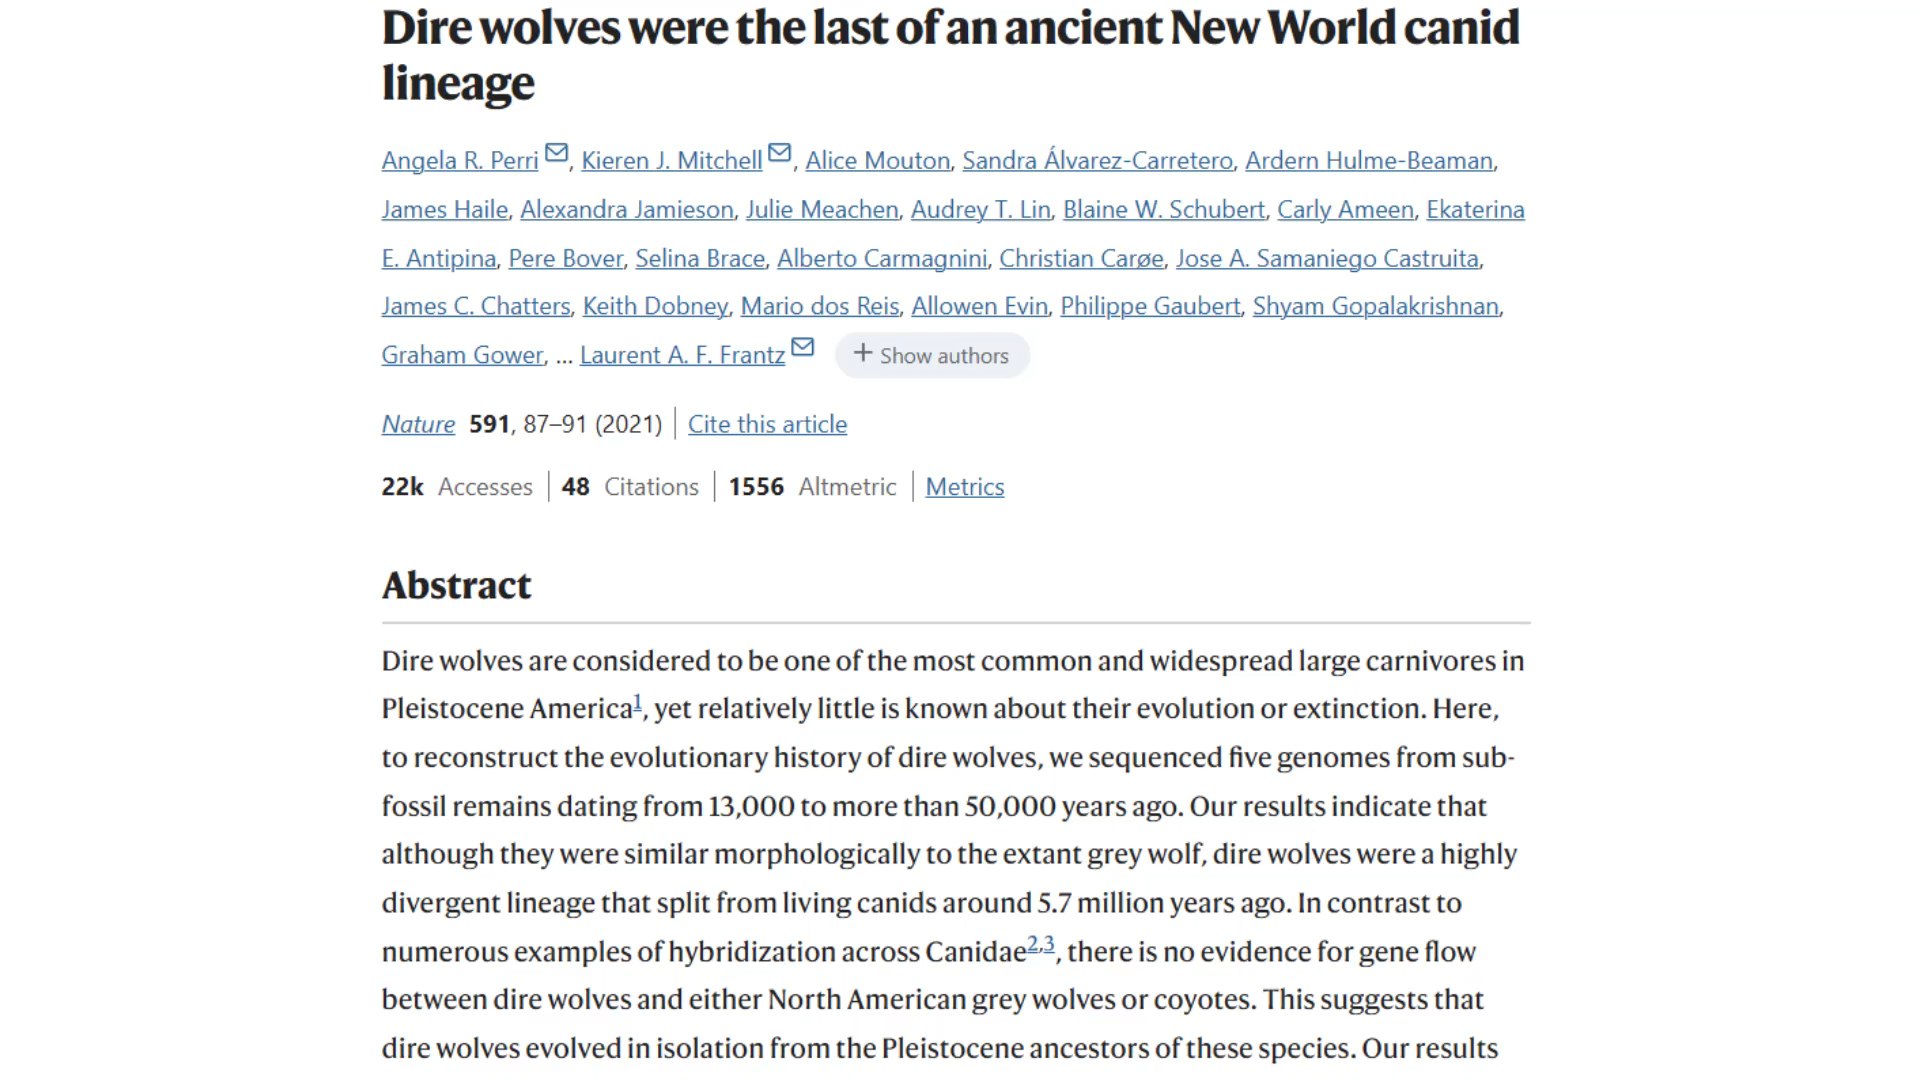 Dire wolves were the last of an ancient New World canid
lineage
Angela R. Perri, Kieren J. Mitchell, Alice Mouton, Sandra Álvarez-Carretero, Ardern Hulme-Beaman,
James Haile, Alexandra Jamieson, Julie Meachen, Audrey T. Lin, Blaine W. Schubert, Carly Ameen, Ekaterina
E. Antipina, Pere Bover, Selina Brace, Alberto Carmagnini, Christian Carøe, Jose A. Samaniego Castruita,
James C. Chatters, Keith Dobney, Mario dos Reis, Allowen Evin, Philippe Gaubert, Shyam Gopalakrishnan,
Graham Gower, ... Laurent A. F. Frantz + Show authors
Nature 591, 87–91 (2021) | Cite this article
22k Accesses | 48 Citations | 1556 Altmetric | Metrics
Abstract
Dire wolves are considered to be one of the most common and widespread large carnivores in
Pleistocene America1, yet relatively little is known about their evolution or extinction. Here,
to reconstruct the evolutionary history of dire wolves, we sequenced five genomes from sub-
fossil remains dating from 13,000 to more than 50,000 years ago. Our results indicate that
although they were similar morphologically to the extant grey wolf, dire wolves were a highly
divergent lineage that split from living canids around 5.7 million years ago. In contrast to
numerous examples of hybridization across Canidae2,3, there is no evidence for gene flow
between dire wolves and either North American grey wolves or coyotes. This suggests that
dire wolves evolved in isolation from the Pleistocene ancestors of these species. Our results